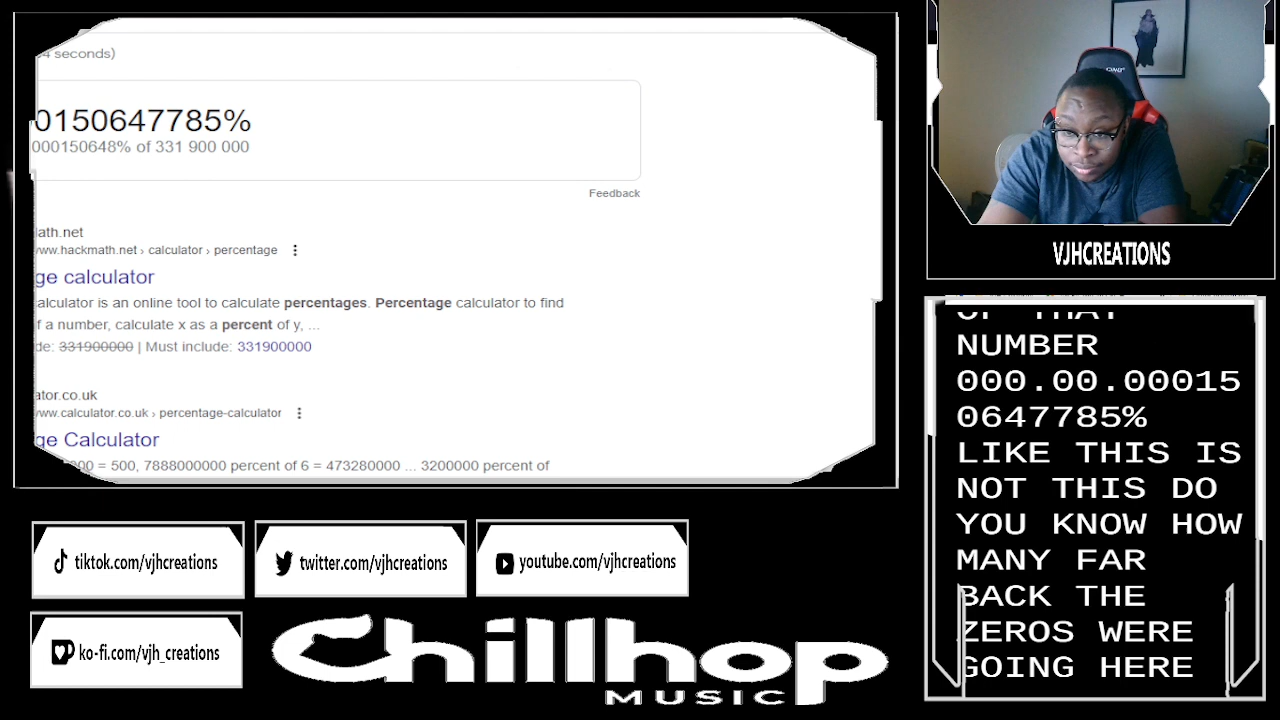 4 seconds)
0150647785%
000150648% of 331 900 000
Feedback
ath.net
ww.hackmath.net › calculator › percentage
ge calculator
alculator is an online tool to calculate percentages. Percentage calculator to find
f a number, calculate x as a percent of y, ...
de: 331900000 | Must include: 331900000
ator.co.uk
ww.calculator.co.uk › percentage-calculator
ge Calculator
000 = 500, 7888000000 percent of 6 = 473280000 ... 3200000 percent of
VJHCREATIONS
OF THAT
NUMBER
000.00.00015
0647785%
LIKE THIS IS
NOT THIS DO
YOU KNOW HOW
MANY FAR
BACK THE
ZEROS WERE
GOING HERE
tiktok.com/vjhcreations
twitter.com/vjhcreations
youtube.com/vjhcreations
ko-fi.com/vjh_creations
Chillhop
MUSIC